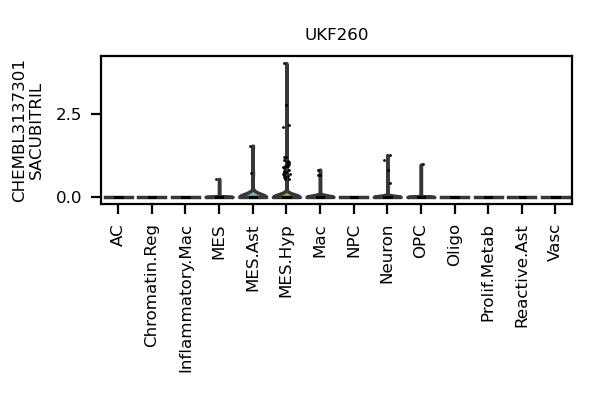 UKF260
CHEMBL3137301
SACUBITRIL
2.5
0.0
AC
Chromatin.Reg
Inflammatory.Mac
MES
MES.Ast
MES.Hyp
Mac
NPC
Neuron
OPC
Oligo
Prolif.Metab
Reactive.Ast
Vasc